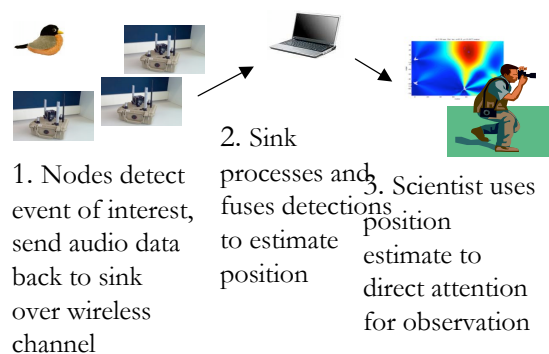 1. Nodes detect
event of interest,
send audio data
back to sink
over wireless
channel
2. Sink
processes and
fuses detections
to estimate
position
3. Scientist uses
position
estimate to
direct attention
for observation